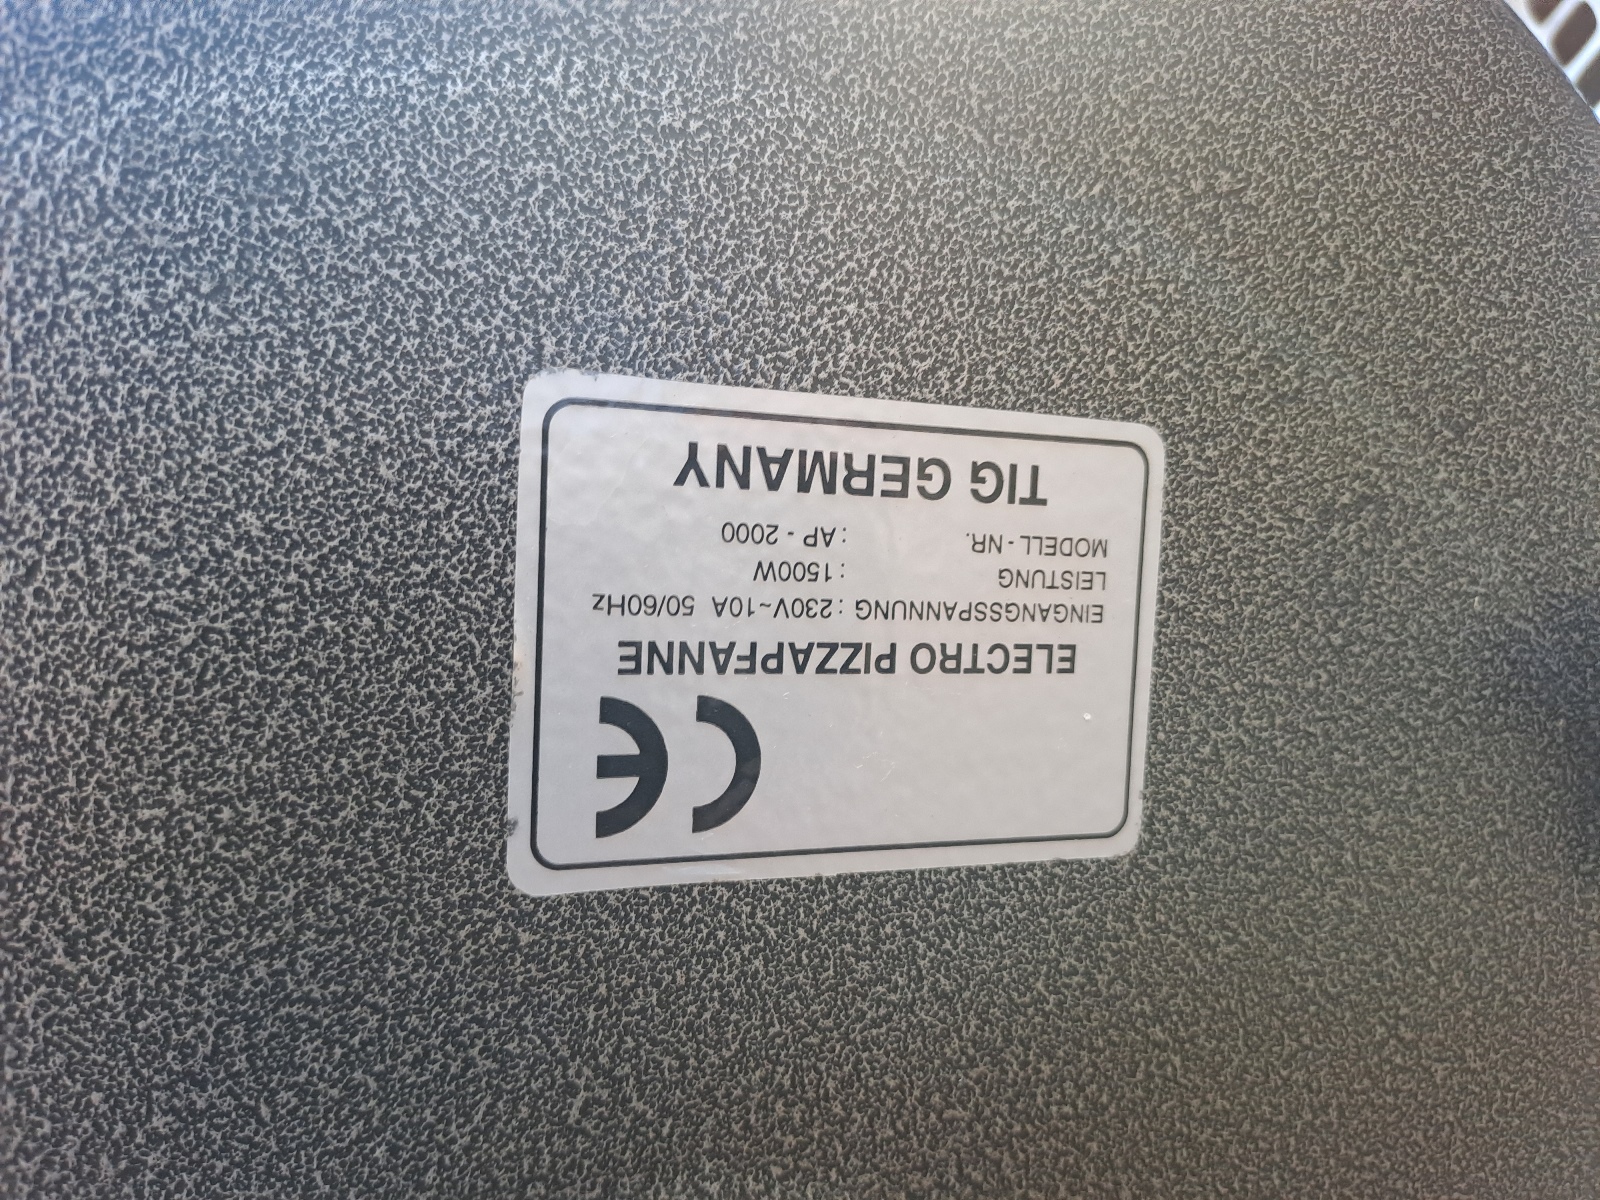 TIG GERMANY
MODELL - NR. : AP - 2000
LEISTUNG : 1500W
EINGANGSSPANNUNG : 230V~10A 50/60Hz
ELECTRO PIZZAPFANNE
CE